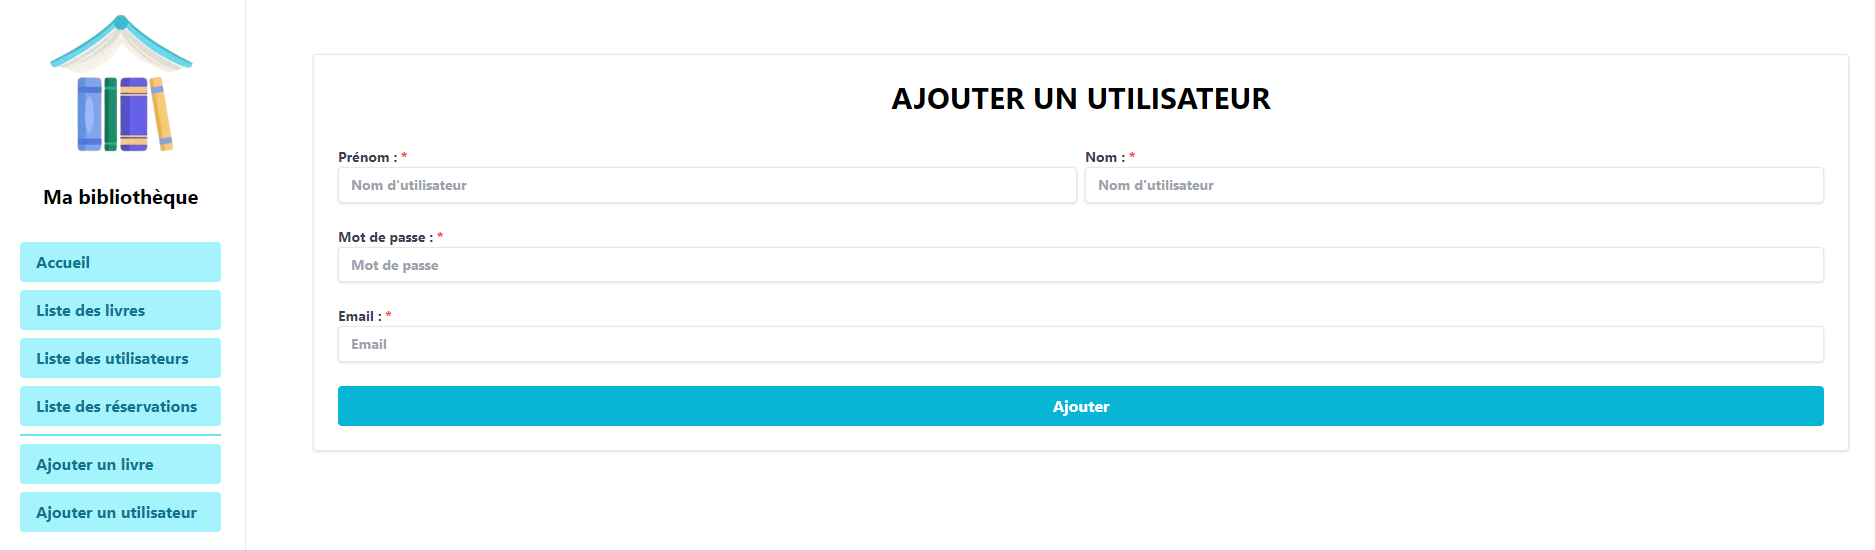 Ma bibliothèque
Accueil
Liste des livres
Liste des utilisateurs
Liste des réservations
Ajouter un livre
Ajouter un utilisateur
AJOUTER UN UTILISATEUR
Prénom : *
Nom d'utilisateur
Nom : *
Nom d'utilisateur
Mot de passe : *
Mot de passe
Email : *
Email
Ajouter